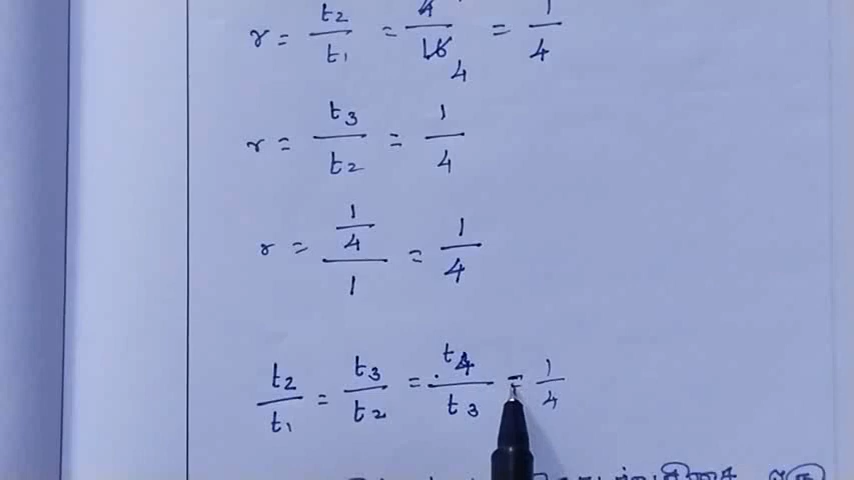 r = t2/t1 = 4/16 4 = 1/4
r = t3/t2 = 1/4
r = 1/4/1 = 1/4
t2/t1 = t3/t2 = t4/t3 = 1/4